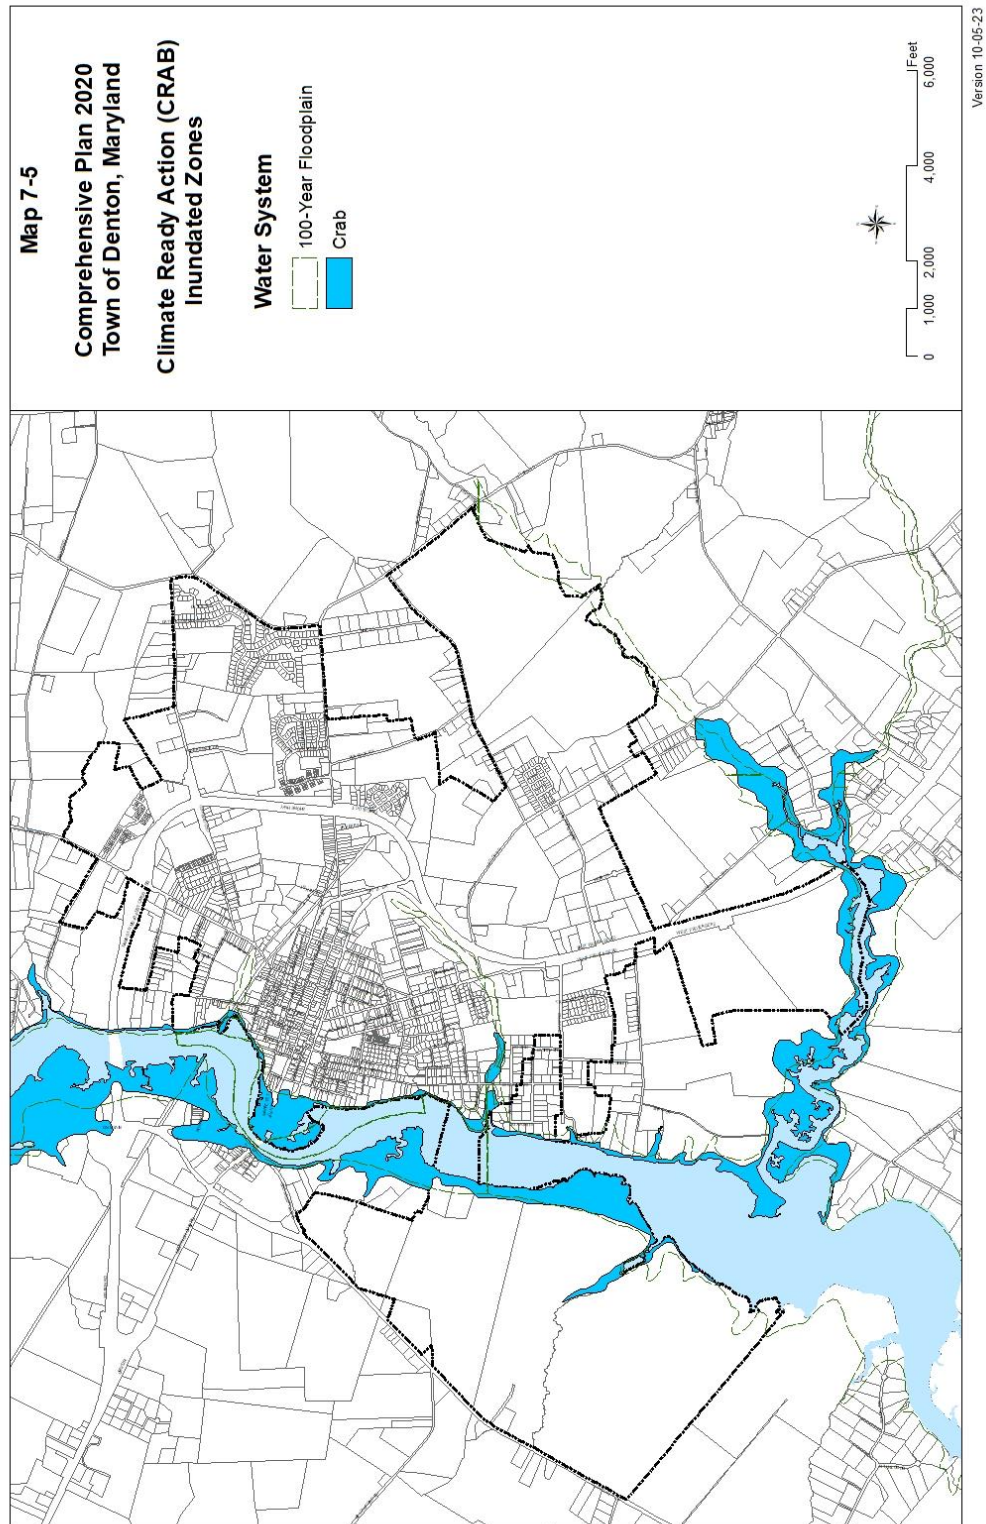 Map 7-5
Comprehensive Plan 2020
Town of Denton, Maryland
Climate Ready Action (CRAB)
Inundated Zones
Water System
100-Year Floodplain
Crab
0 1,000 2,000 4,000 6,000
Feet
Version 10-05-23